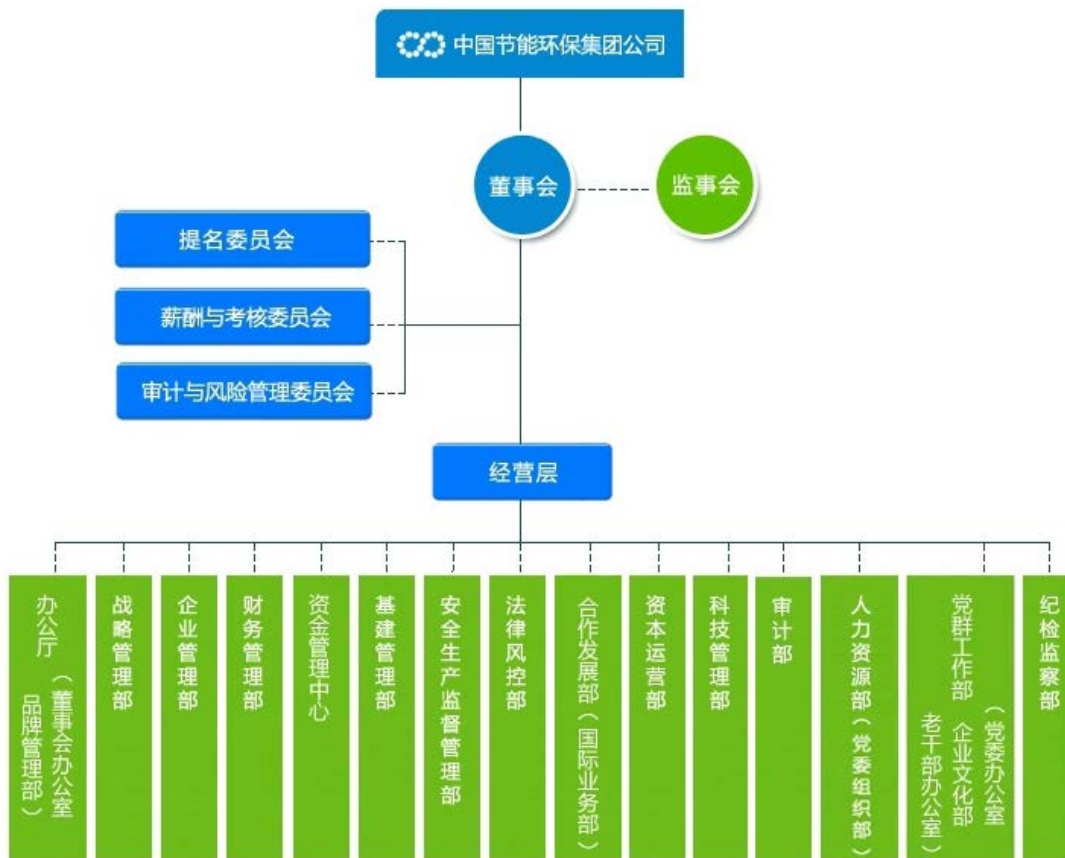 中国节能环保集团公司
董事会
监事会
提名委员会
薪酬与考核委员会
审计与风险管理委员会
经营层
办公厅
（董事会办公室
品牌管理部）
战略管理部
企业管理部
财务管理部
资金管理中心
基建管理部
安全生产监督管理部
法律风控部
合作发展部（国际业务部）
资本运营部
科技管理部
审计部
人力资源部（党委组织部）
党群工作部
（党委办公室
企业文化部
老干部办公室）
纪检监察部